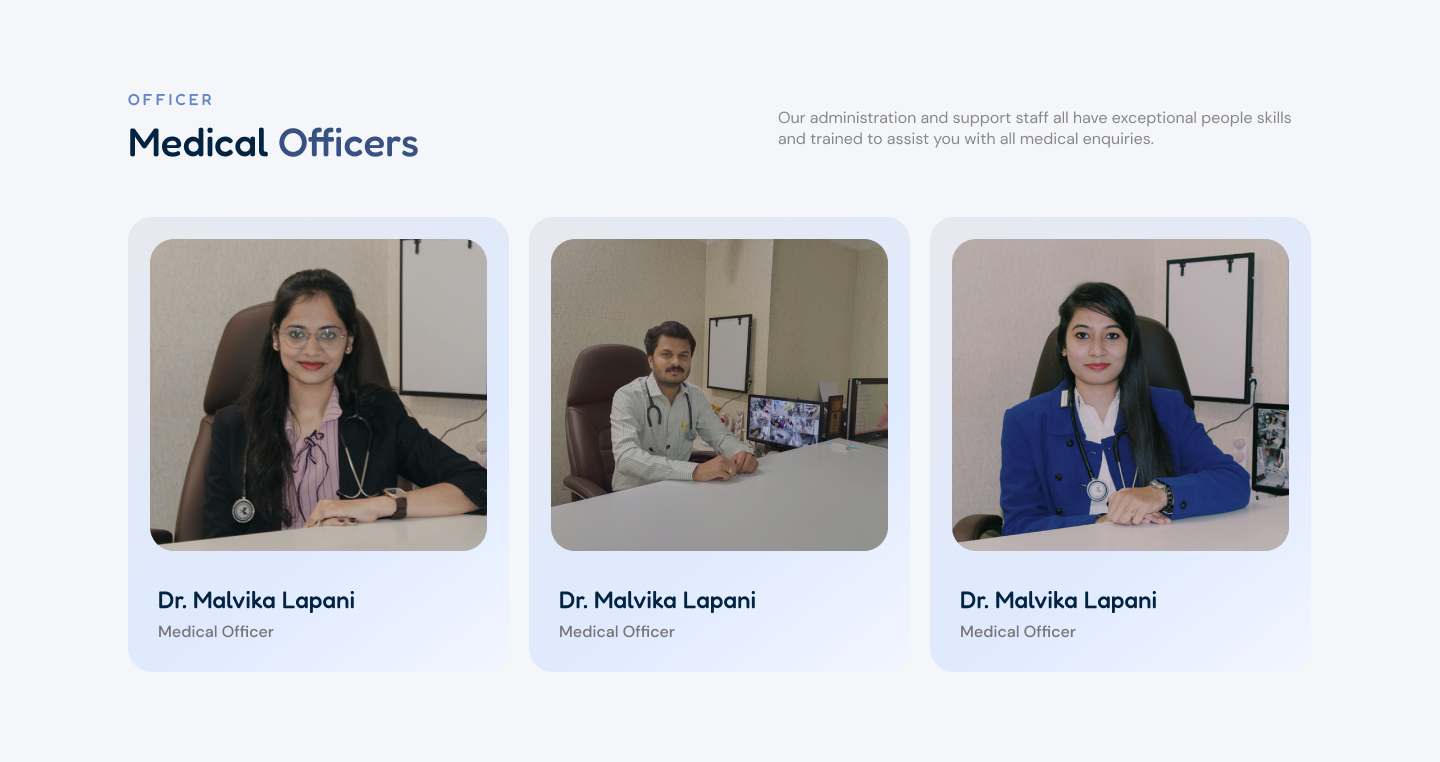 OFFICER
Medical Officers
Our administration and support staff all have exceptional people skills
and trained to assist you with all medical enquiries.
Dr. Malvika Lapani
Medical Officer
Dr. Malvika Lapani
Medical Officer
Dr. Malvika Lapani
Medical Officer